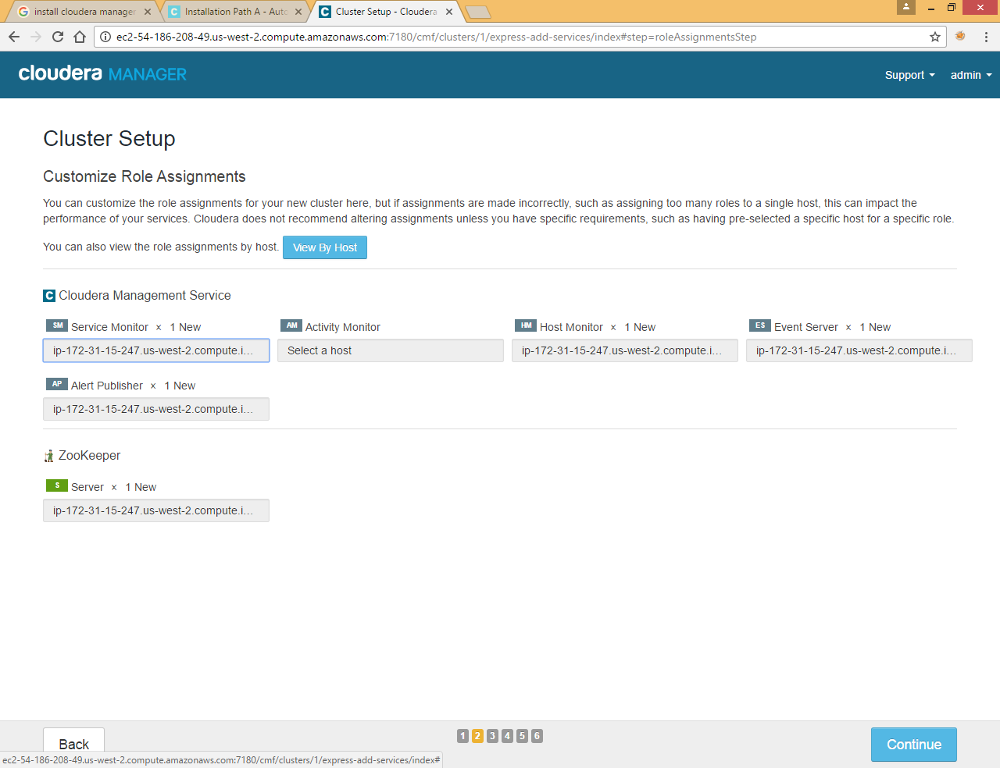 install cloudera manager
Installation Path A - Auto
Cluster Setup - Cloudera
ec2-54-186-208-49.us-west-2.compute.amazonaws.com:7180/cmf/clusters/1/express-add-services/index#step=roleAssignmentsStep
cloudera MANAGER
Support
admin
Cluster Setup
Customize Role Assignments
You can customize the role assignments for your new cluster here, but if assignments are made incorrectly, such as assigning too many roles to a single host, this can impact the
performance of your services. Cloudera does not recommend altering assignments unless you have specific requirements, such as having pre-selected a specific host for a specific role.
You can also view the role assignments by host. View By Host
C Cloudera Management Service
SM Service Monitor × 1 New
AM Activity Monitor
HM Host Monitor × 1 New
ES Event Server × 1 New
ip-172-31-15-247.us-west-2.compute.i...
Select a host
ip-172-31-15-247.us-west-2.compute.i...
ip-172-31-15-247.us-west-2.compute.i...
AP Alert Publisher × 1 New
ip-172-31-15-247.us-west-2.compute.i...
ZooKeeper
S Server × 1 New
ip-172-31-15-247.us-west-2.compute.i...
Back
1 2 3 4 5 6
Continue
ec2-54-186-208-49.us-west-2.compute.amazonaws.com:7180/cmf/clusters/1/express-add-services/index#